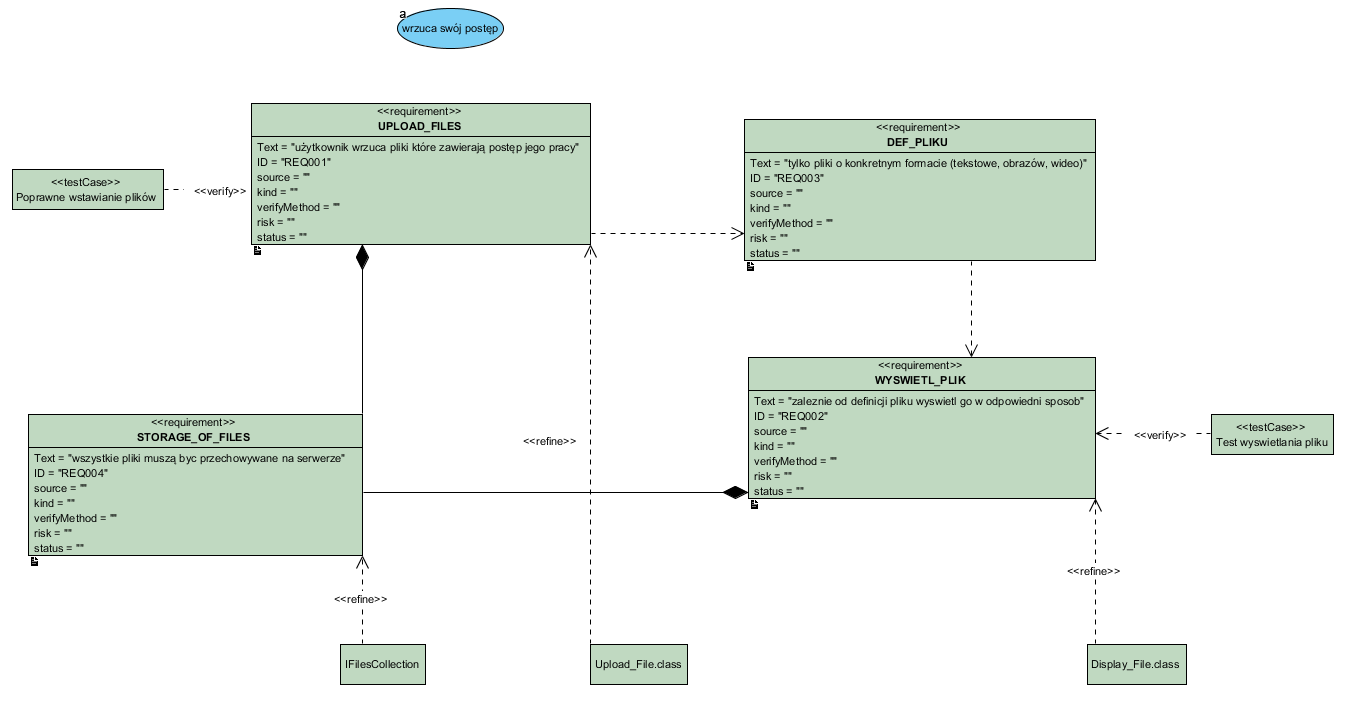 a
wrzuca swój postęp
<<requirement>>
UPLOAD_FILES
Text = "użytkownik wrzuca pliki które zawierają postęp jego pracy"
ID = "REQ001"
source = ""
kind = ""
verifyMethod = ""
risk = ""
status = ""
<<requirement>>
DEF_PLIKU
Text = "tylko pliki o konkretnym formacie (tekstowe, obrazów, wideo)"
ID = "REQ003"
source = ""
kind = ""
verifyMethod = ""
risk = ""
status = ""
<<testCase>>
Poprawne wstawianie plików
<<verify>>
<<requirement>>
WYSWIETL_PLIK
Text = "zaleznie od definicji pliku wyswietl go w odpowiedni sposob"
ID = "REQ002"
source = ""
kind = ""
verifyMethod = ""
risk = ""
status = ""
<<verify>>
<<testCase>>
Test wyswietlania pliku
<<requirement>>
STORAGE_OF_FILES
Text = "wszystkie pliki muszą byc przechowywane na serwerze"
ID = "REQ004"
source = ""
kind = ""
verifyMethod = ""
risk = ""
status = ""
<<refine>>
<<refine>>
<<refine>>
IFilesCollection
Upload_File.class
Display_File.class